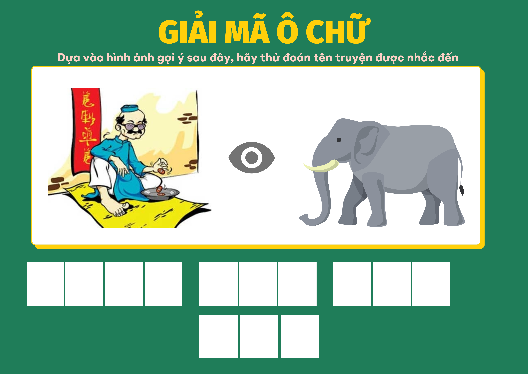 GIẢI MÃ Ô CHỮ
Dựa vào hình ảnh gợi ý sau đây, hãy thử đoán tên truyện được nhắc đến